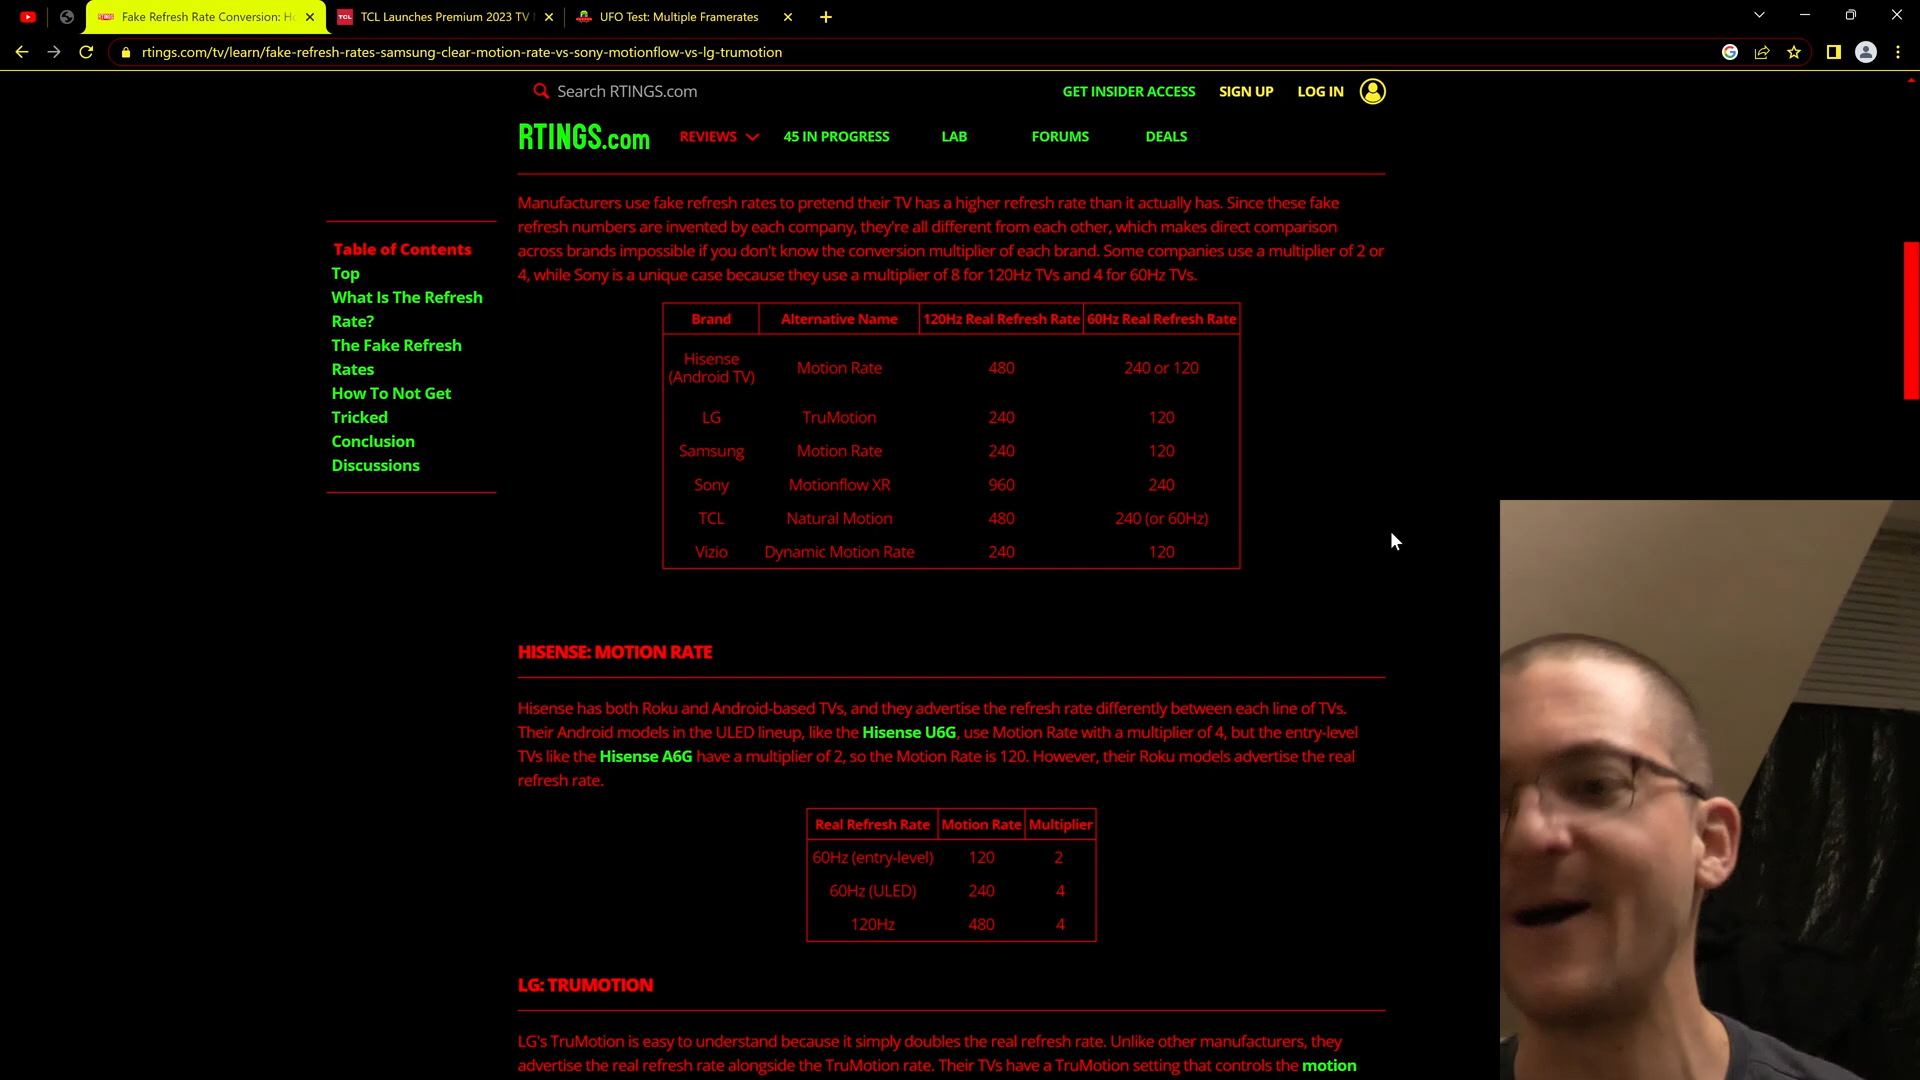 Fake Refresh Rate Conversion: H
TCL Launches Premium 2023 TV
UFO Test: Multiple Framerates
rtings.com/tv/learn/fake-refresh-rates-samsung-clear-motion-rate-vs-sony-motionflow-vs-lg-trumotion
Search RTINGS.com
GET INSIDER ACCESS
SIGN UP
LOG IN
RTINGS.com
REVIEWS
45 IN PROGRESS
LAB
FORUMS
DEALS
Table of Contents
Top
What Is The Refresh
Rate?
The Fake Refresh
Rates
How To Not Get
Tricked
Conclusion
Discussions
Manufacturers use fake refresh rates to pretend their TV has a higher refresh rate than it actually has. Since these fake
refresh numbers are invented by each company, they're all different from each other, which makes direct comparison
across brands impossible if you don't know the conversion multiplier of each brand. Some companies use a multiplier of 2 or
4, while Sony is a unique case because they use a multiplier of 8 for 120Hz TVs and 4 for 60Hz TVs.
Brand Alternative Name 120Hz Real Refresh Rate 60Hz Real Refresh Rate
Hisense
(Android TV) Motion Rate 480 240 or 120
LG TruMotion 240 120
Samsung Motion Rate 240 120
Sony Motionflow XR 960 240
TCL Natural Motion 480 240 (or 60Hz)
Vizio Dynamic Motion Rate 240 120
HISENSE: MOTION RATE
Hisense has both Roku and Android-based TVs, and they advertise the refresh rate differently between each line of TVs.
Their Android models in the ULED lineup, like the Hisense U6G, use Motion Rate with a multiplier of 4, but the entry-level
TVs like the Hisense A6G have a multiplier of 2, so the Motion Rate is 120. However, their Roku models advertise the real
refresh rate.
Real Refresh Rate Motion Rate Multiplier
60Hz (entry-level) 120 2
60Hz (ULED) 240 4
120Hz 480 4
LG: TRUMOTION
LG's TruMotion is easy to understand because it simply doubles the real refresh rate. Unlike other manufacturers, they
advertise the real refresh rate alongside the TruMotion rate. Their TVs have a TruMotion setting that controls the motion